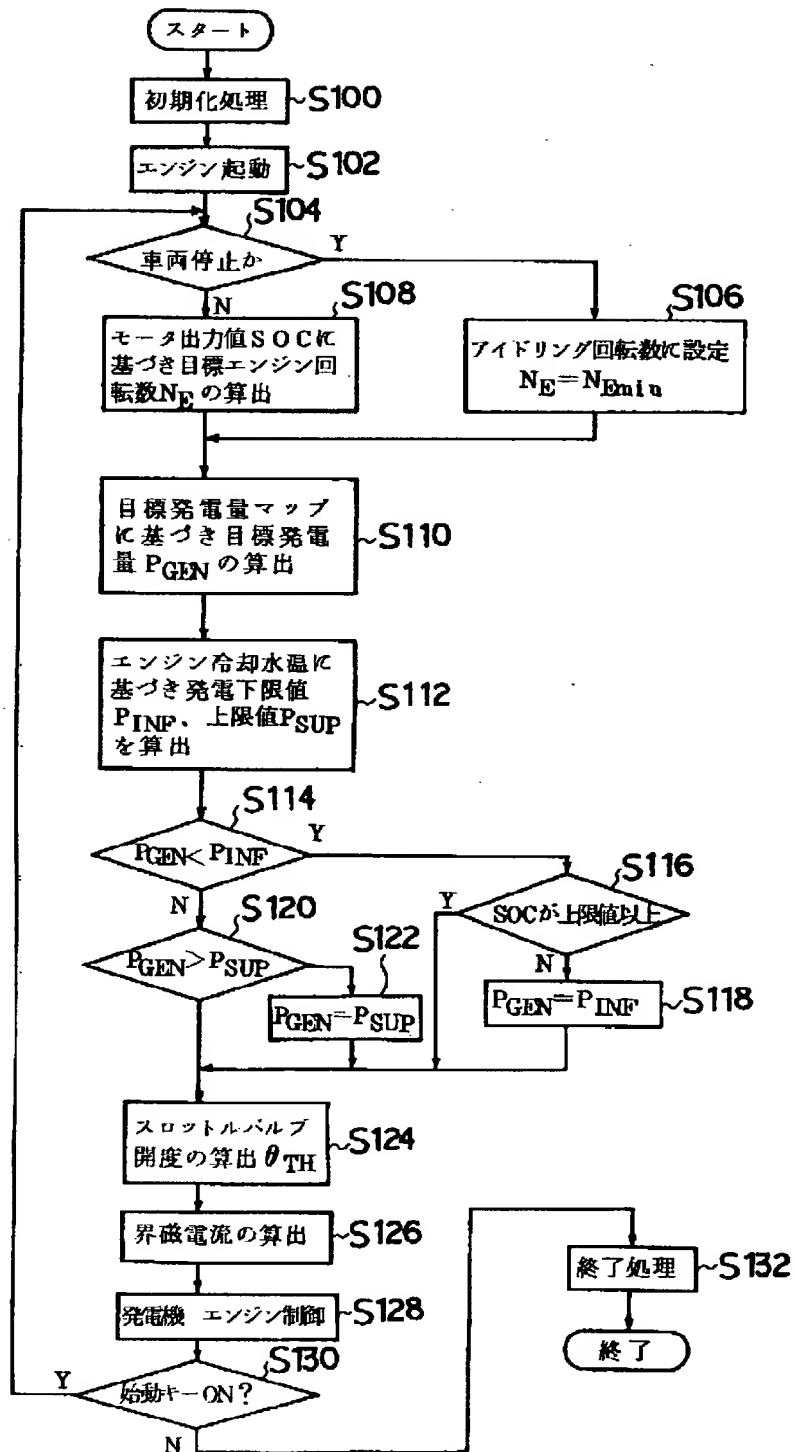 スタート
初期化処理 ~S100
エンジン起動 ~S102
S104
車両停止か
Y
N
S108
モータ出力値SOCに
基づき目標エンジン回
転数NEの算出
S106
アイドリング回転数に設定
NE=NEmin
目標発電量マップ
に基づき目標発電
量PGENの算出
~S110
エンジン冷却水温に
基づき発電下限値
PINF、上限値PSUP
を算出
~S112
S114
PGEN<PINF
Y
N
S116
SOCが上限値以上
Y
N
PGEN=PINF ~S118
S120
PGEN>PSUP
S122
PGEN=PSUP
スロットルバルブ
開度の算出θTH
~S124
界磁電流の算出 ~S126
発電機 エンジン制御 ~S128
S130
始動キーON?
Y
N
終了処理 ~S132
終了